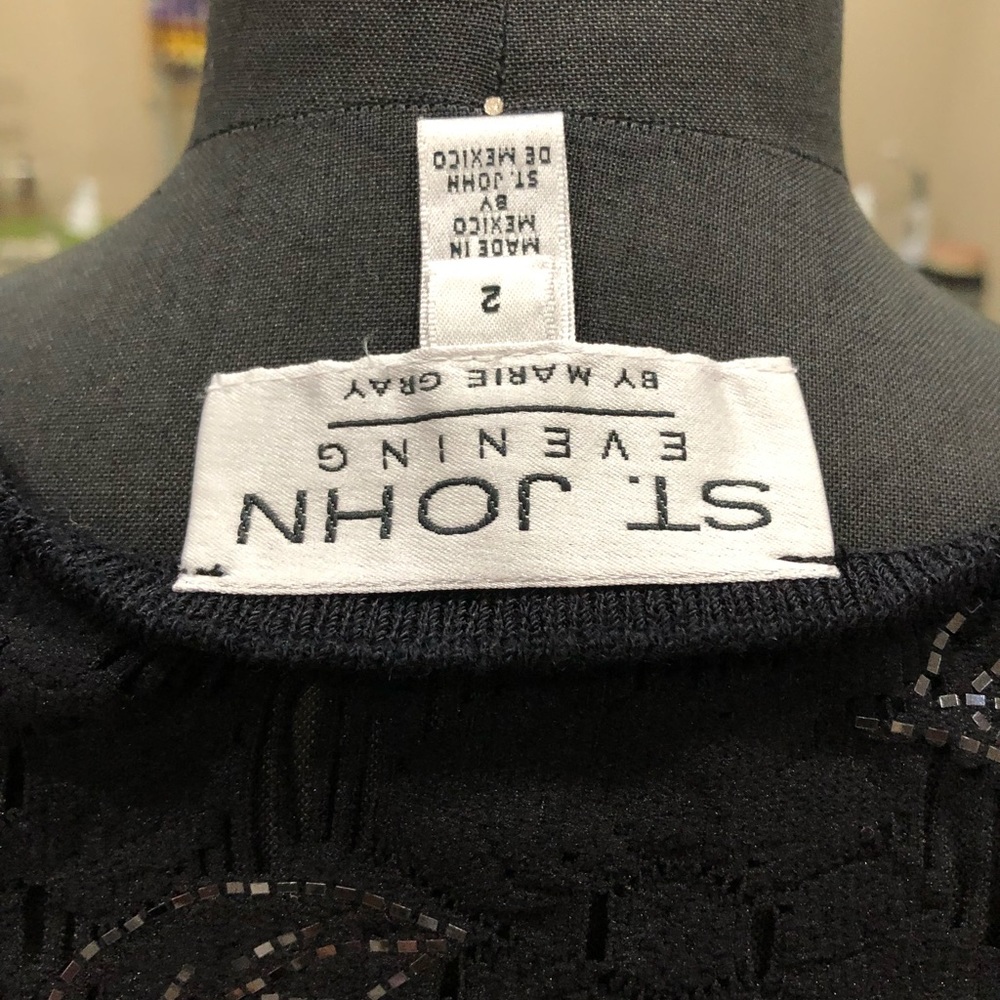 ST. JOHN
EVENING
BY MARIE GRAY
2
MADE IN
MEXICO
BY
ST. JOHN
DE MEXICO